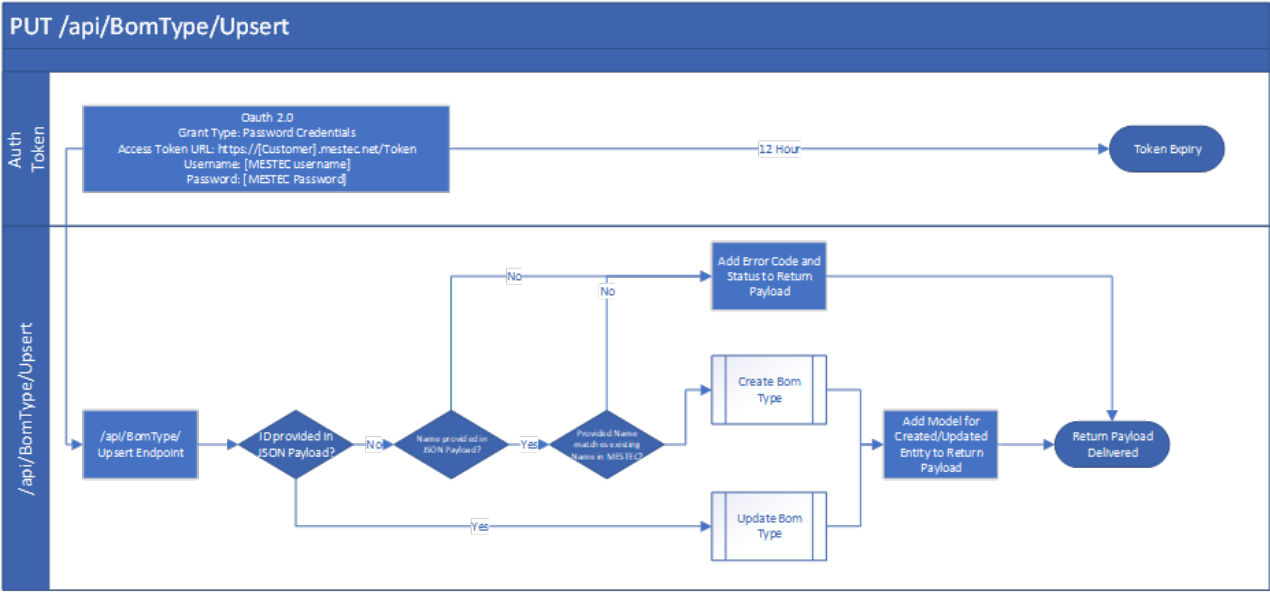 PUT /api/BomType/Upsert
Auth
Token
Oauth 2.0
Grant Type: Password Credentials
Access Token URL: https://[Customer].mestec.net/Token
Username: [MESTEC username]
Password: [MESTEC Password]
12 Hour
Token Expiry
/api/BomType/Upsert
No
No
Add Error Code and
Status to Return
Payload
Create Bom
Type
/api/BomType/
Upsert Endpoint
ID provided in
JSON Payload?
No
Name provided in
JSON Payload?
Yes
Provided Name
matches existing
Name in MESTEC?
Add Model for
Created/Updated
Entity to Return
Payload
Return Payload
Delivered
Yes
Update Bom
Type